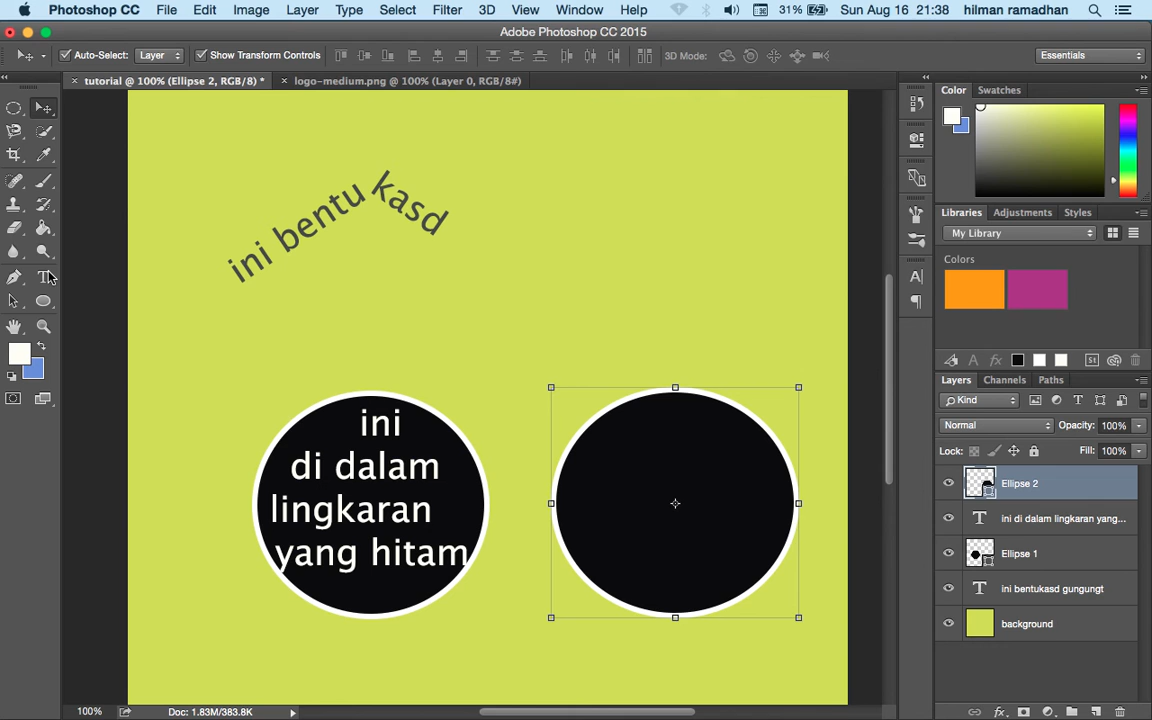 Photoshop CC File Edit Image Layer Type Select Filter 3D View Window Help 31% Sun Aug 16 21:38 hilman ramadhan
Adobe Photoshop CC 2015
Auto-Select: Layer Show Transform Controls 3D Mode: Essentials
tutorial @ 100% (Ellipse 2, RGB/8) * logo-medium.png @ 100% (Layer 0, RGB/8#)
Color Swatches
Libraries Adjustments Styles
My Library
Colors
St
Layers Channels Paths
Kind
Normal Opacity: 100%
Lock: Fill: 100%
Ellipse 2
ini di dalam lingkaran yang...
Ellipse 1
ini bentukasd gungungt
background
ini bentu kasd
ini
di dalam
lingkaran
yang hitam
100% Doc: 1.83M/383.8K